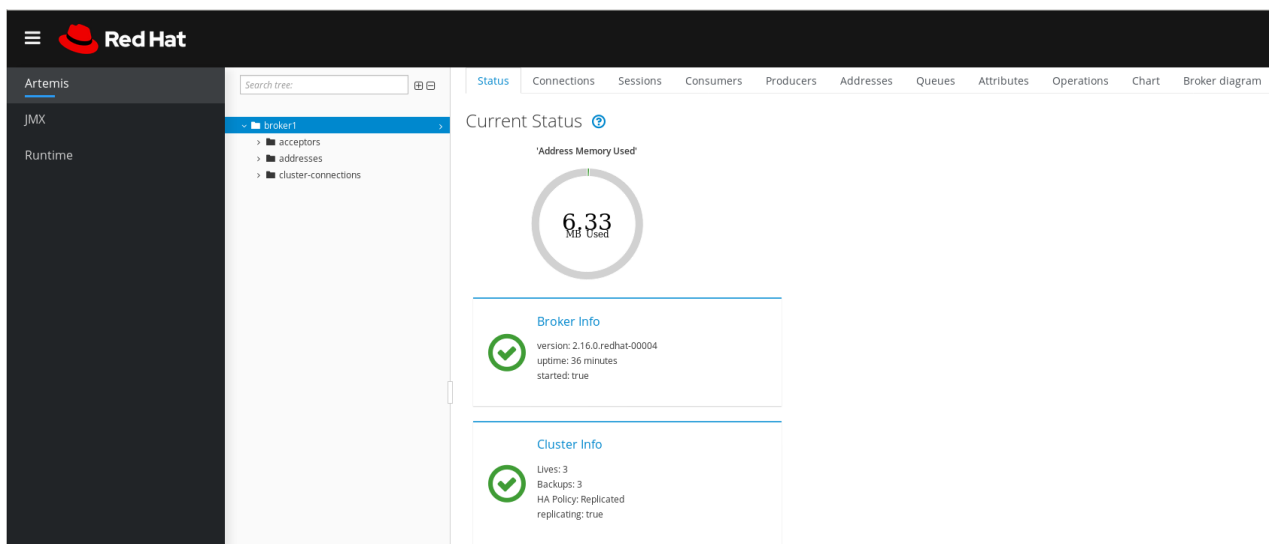 Red Hat
Artemis
JMX
Runtime
Search tree:
broker1
acceptors
addresses
cluster-connections
Status Connections Sessions Consumers Producers Addresses Queues Attributes Operations Chart Broker diagram
Current Status
'Address Memory Used'
6.33
MB Used
Broker Info
version: 2.16.0.redhat-00004
uptime: 36 minutes
started: true
Cluster Info
Lives: 3
Backups: 3
HA Policy: Replicated
replicating: true